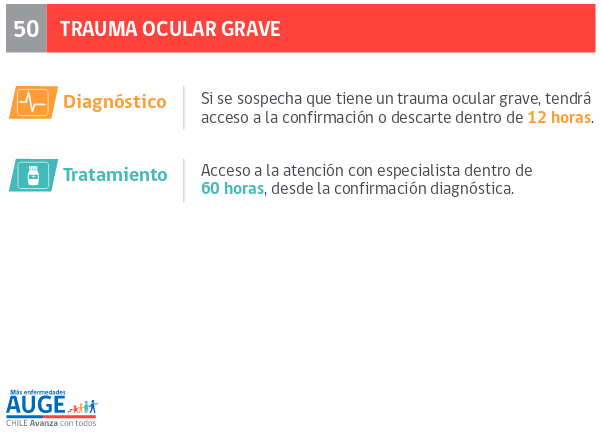 50 TRAUMA OCULAR GRAVE
Diagnóstico
Si se sospecha que tiene un trauma ocular grave, tendrá
acceso a la confirmación o descarte dentro de 12 horas.
Tratamiento
Acceso a la atención con especialista dentro de
60 horas, desde la confirmación diagnóstica.
Más enfermedades
AUGE
CHILE Avanza con todos